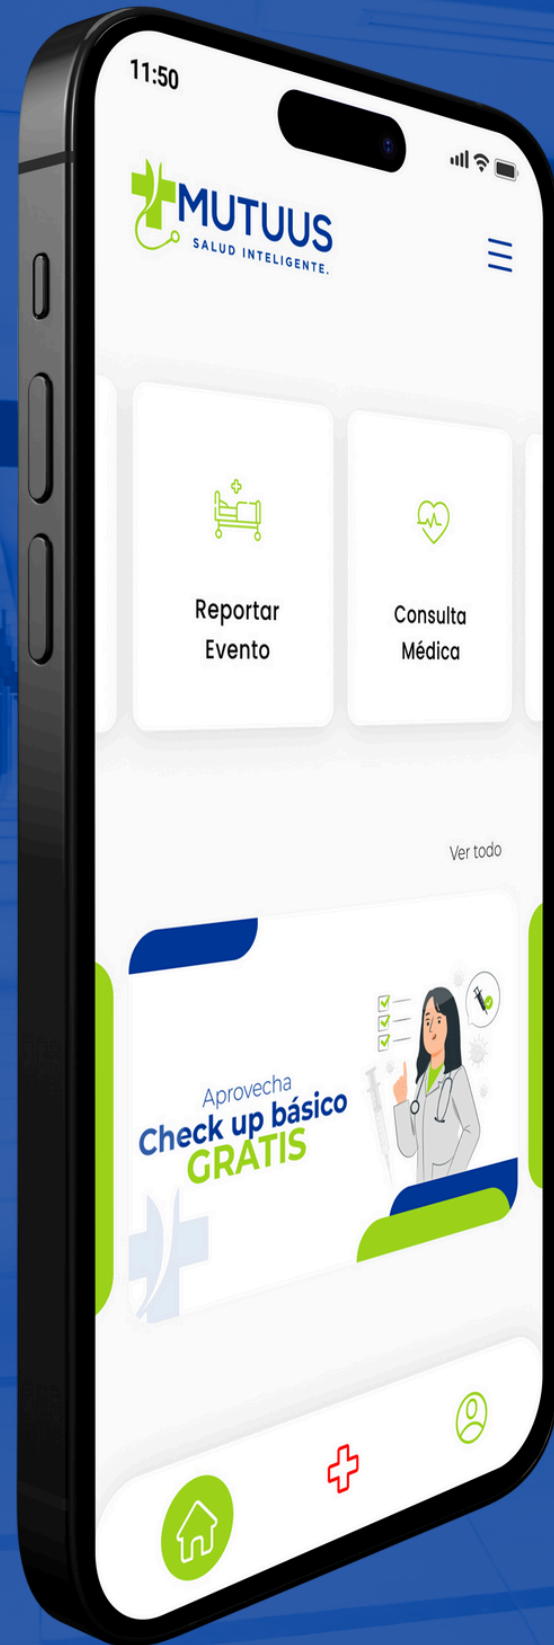 11:50
MUTUUS
SALUD INTELIGENTE.
Reportar
Evento
Consulta
Médica
Ver todo
Aprovecha
Check up básico
GRATIS